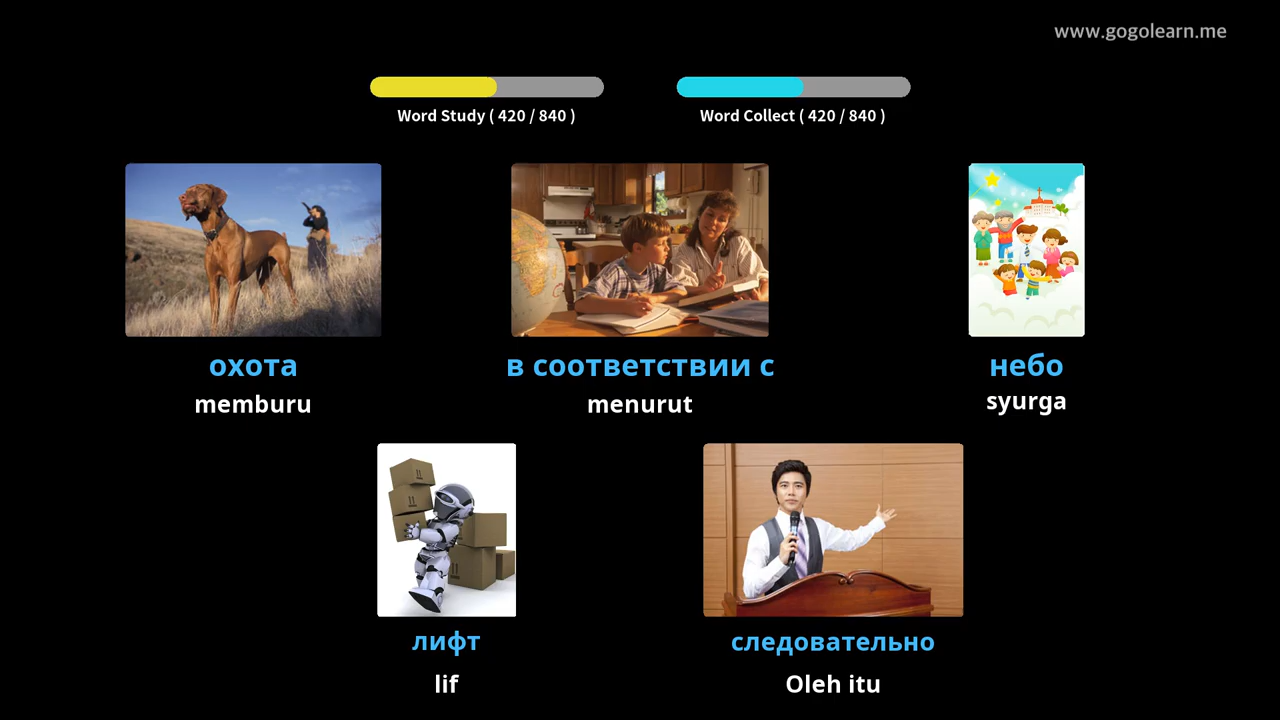 www.gogolearn.me
Word Study ( 420 / 840 )
Word Collect ( 420 / 840 )
охота
memburu
в соответствии с
menurut
небо
syurga
лифт
lif
следовательно
Oleh itu